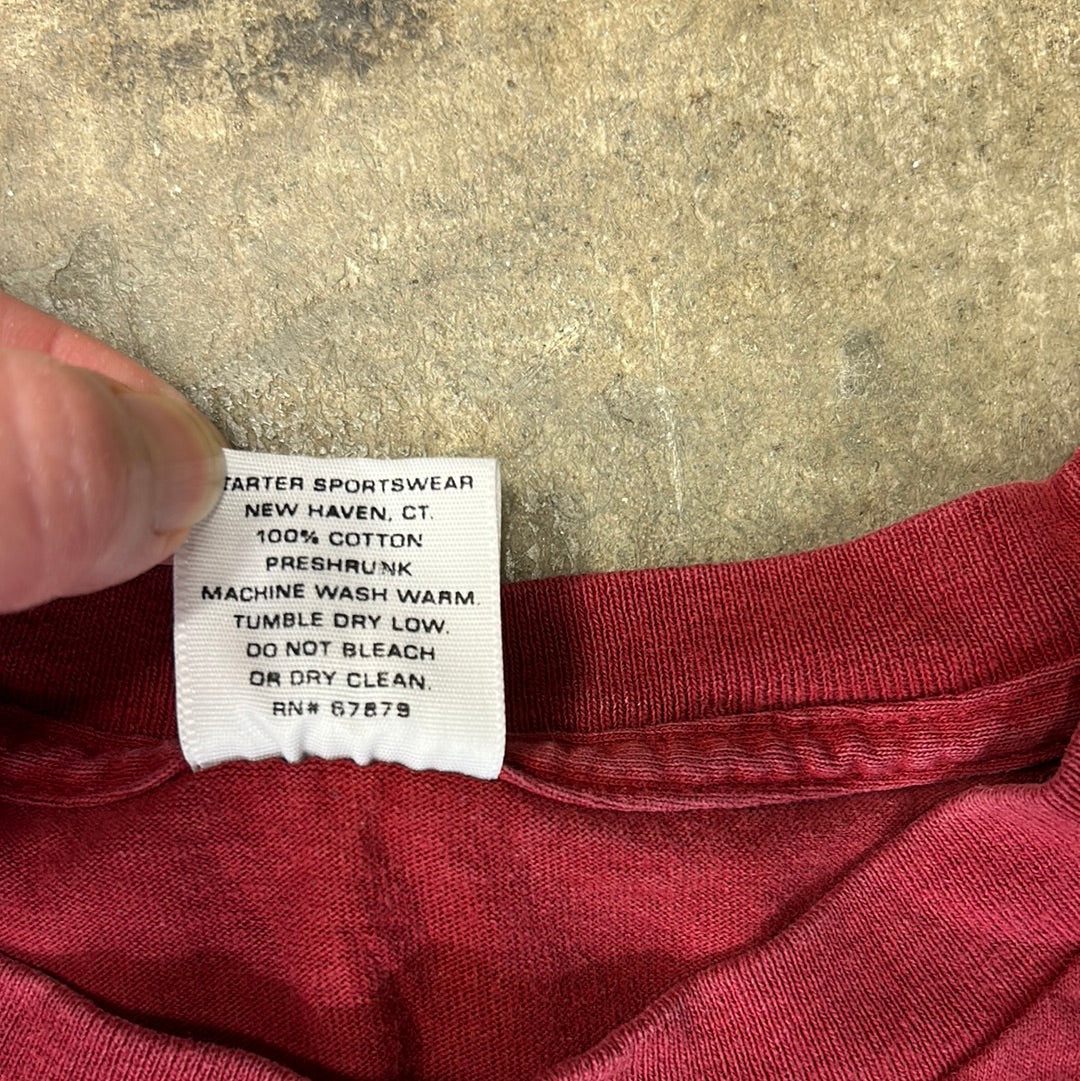 TARTER SPORTSWEAR
NEW HAVEN, CT.
100% COTTON
PRESHRUNK
MACHINE WASH WARM.
TUMBLE DRY LOW.
DO NOT BLEACH
OR DRY CLEAN.
RN# 67879